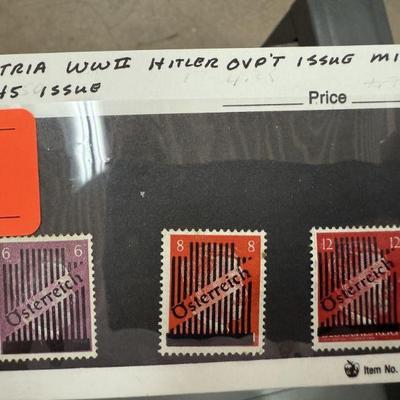 TRIA WWII HITLER OVP'T ISSUE MI
45 ISSUE
Price
6 6 8 8 12 12
Österreich Österreich Österreich
Item No.